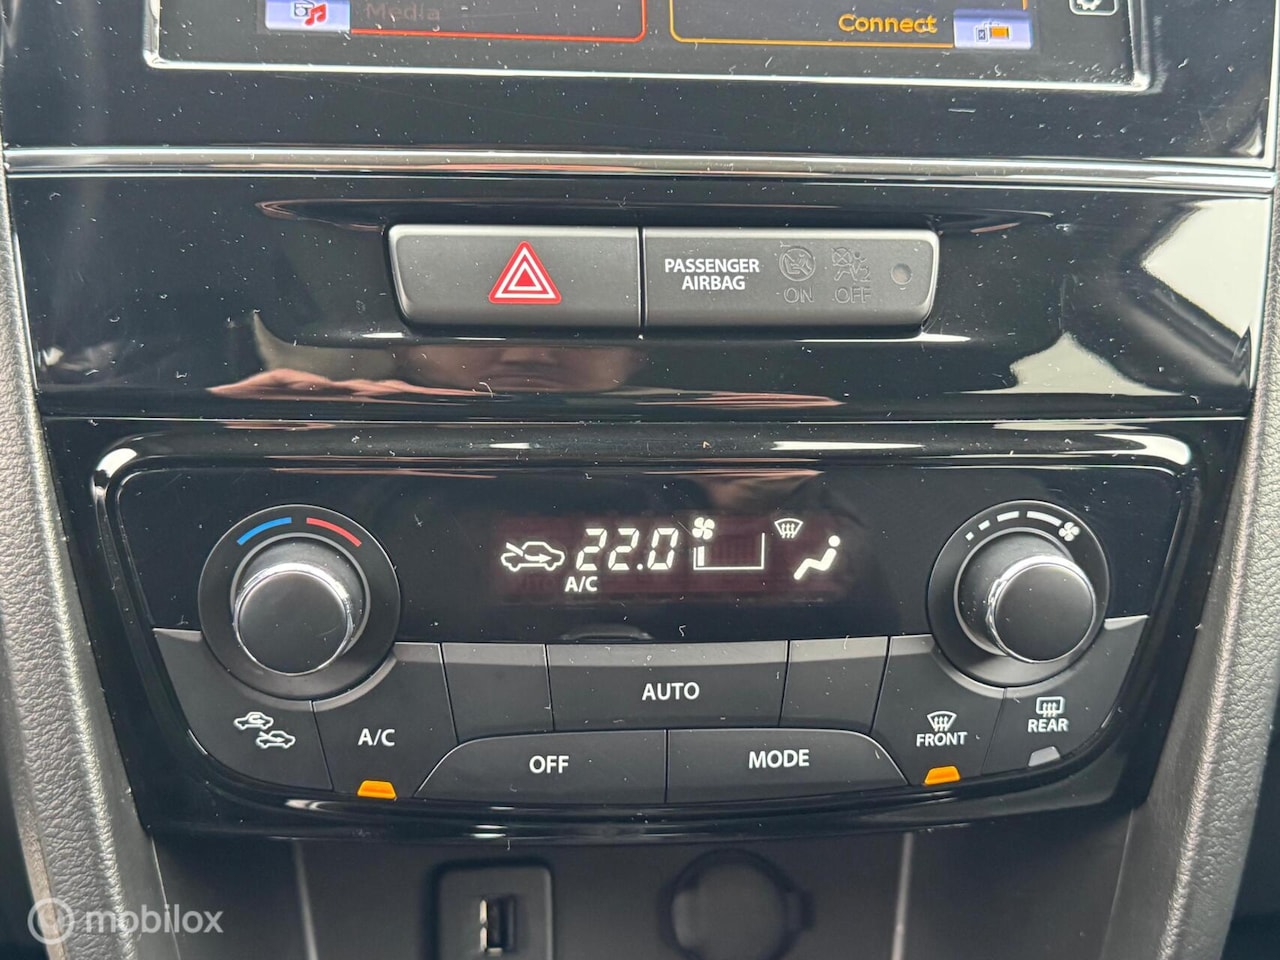 Media
Connect
PASSENGER
AIRBAG
ON OFF
22.0
A/C
AUTO
A/C
OFF
MODE
FRONT
REAR
mobilox